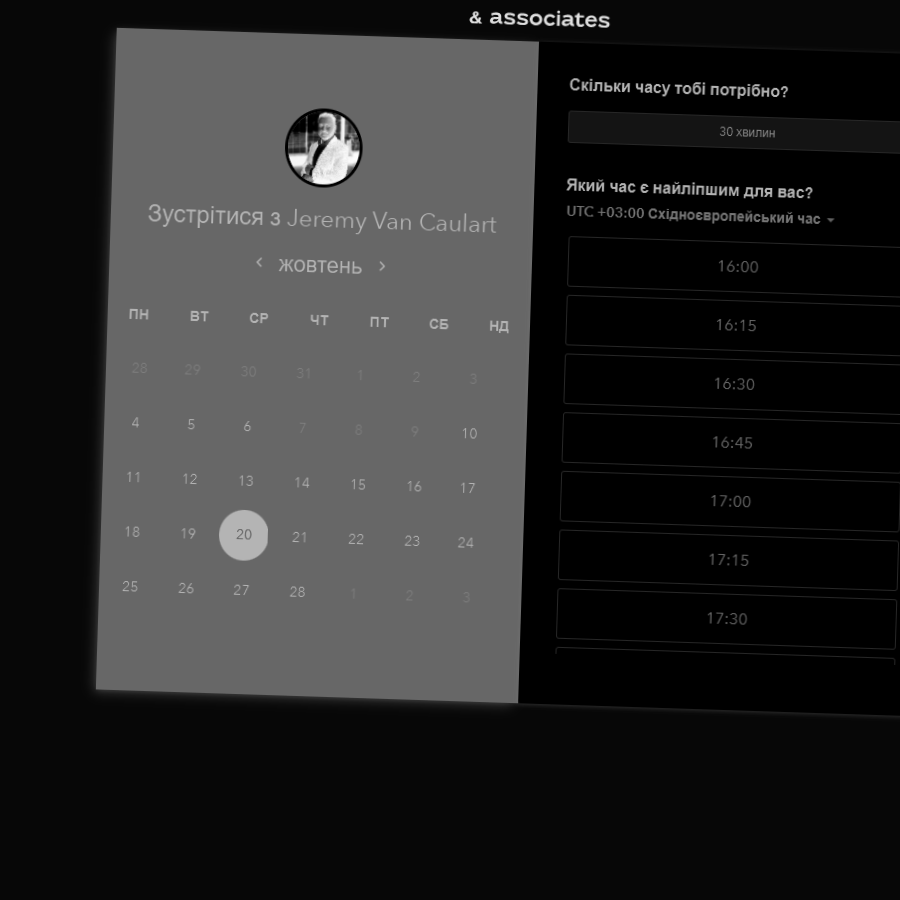 & associates
Зустрітися з Jeremy Van Caulart
жовтень
ПН ВТ СР ЧТ ПТ СБ НД
28 29 30 31 1 2 3
4 5 6 7 8 9 10
11 12 13 14 15 16 17
18 19 20 21 22 23 24
25 26 27 28 1 2 3
Скільки часу тобі потрібно?
30 хвилин
Який час є найліпшим для вас?
UTC +03:00 Східноєвропейський час
16:00
16:15
16:30
16:45
17:00
17:15
17:30